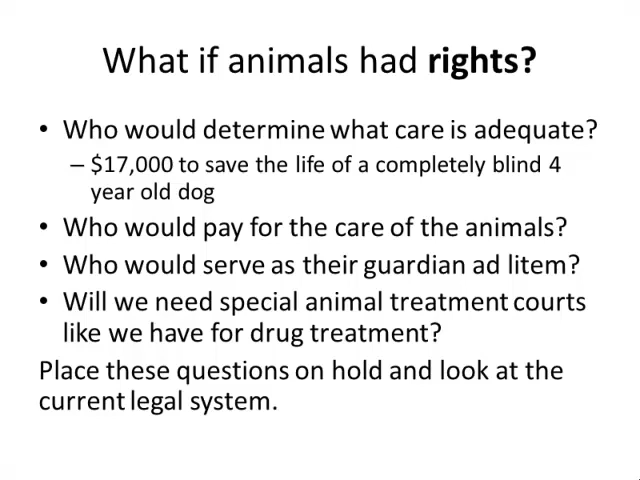 What if animals had rights?
• Who would determine what care is adequate?
– $17,000 to save the life of a completely blind 4
year old dog
• Who would pay for the care of the animals?
• Who would serve as their guardian ad litem?
• Will we need special animal treatment courts
like we have for drug treatment?
Place these questions on hold and look at the
current legal system.